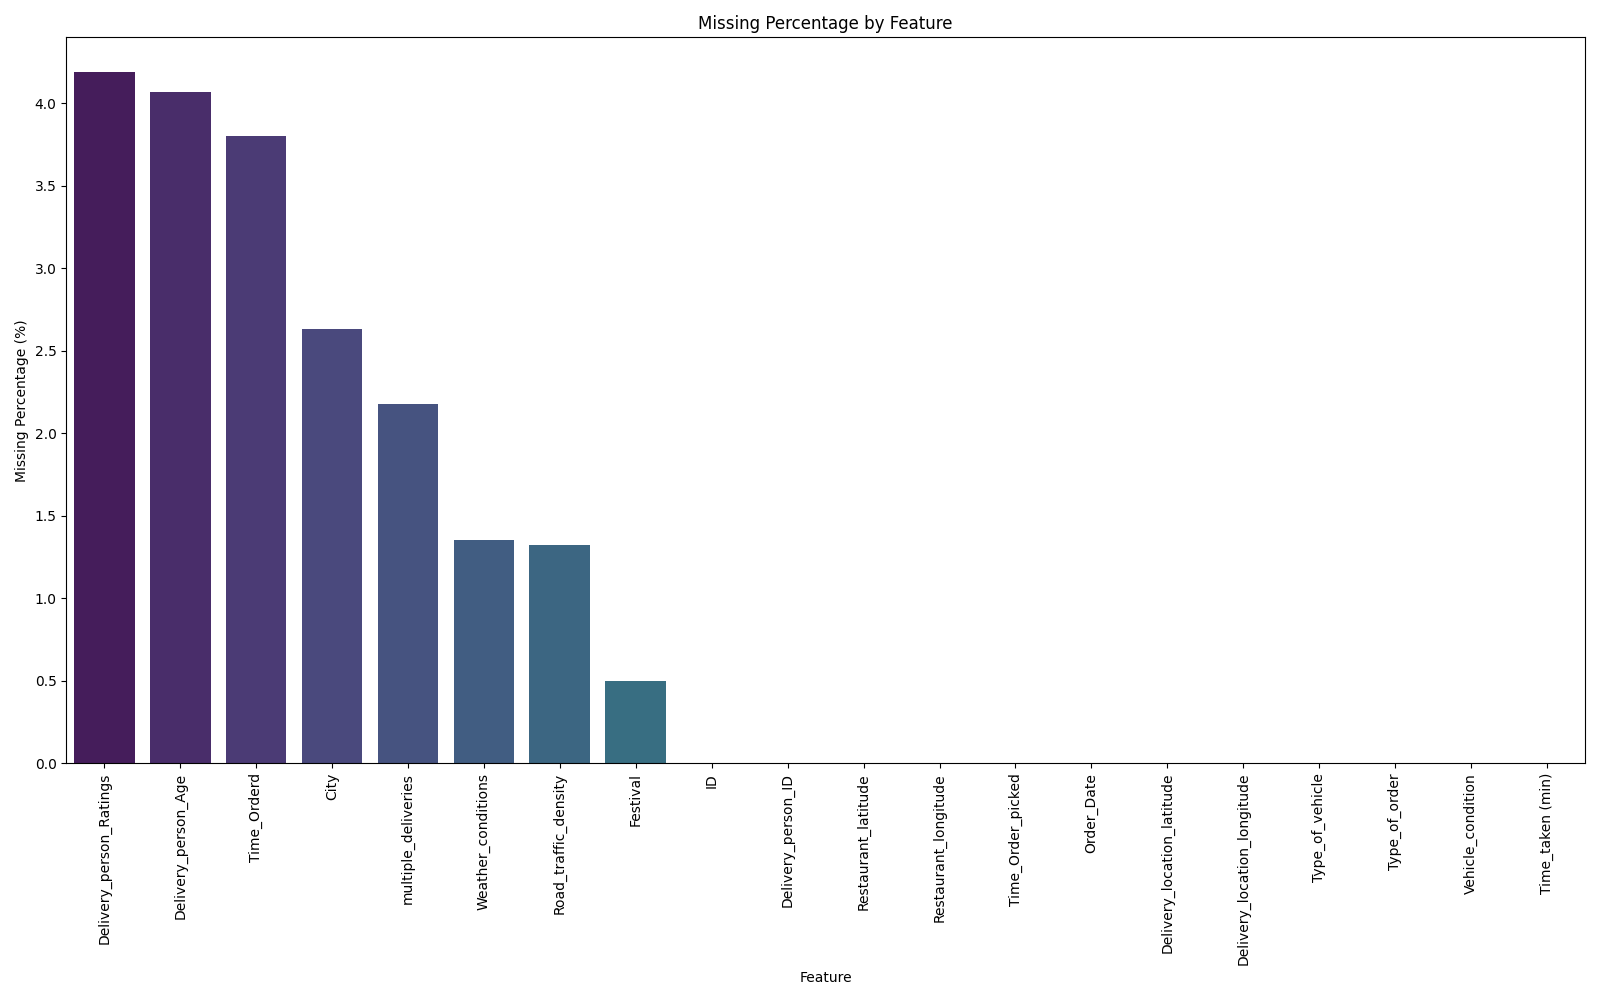 Missing Percentage by Feature
Missing Percentage (%)
4.0
3.5
3.0
2.5
2.0
1.5
1.0
0.5
0.0
Delivery_person_Ratings
Delivery_person_Age
Time_Orderd
City
multiple_deliveries
Weather_conditions
Road_traffic_density
Festival
ID
Delivery_person_ID
Restaurant_latitude
Restaurant_longitude
Time_Order_picked
Order_Date
Delivery_location_latitude
Delivery_location_longitude
Type_of_vehicle
Type_of_order
Vehicle_condition
Time_taken (min)
Feature